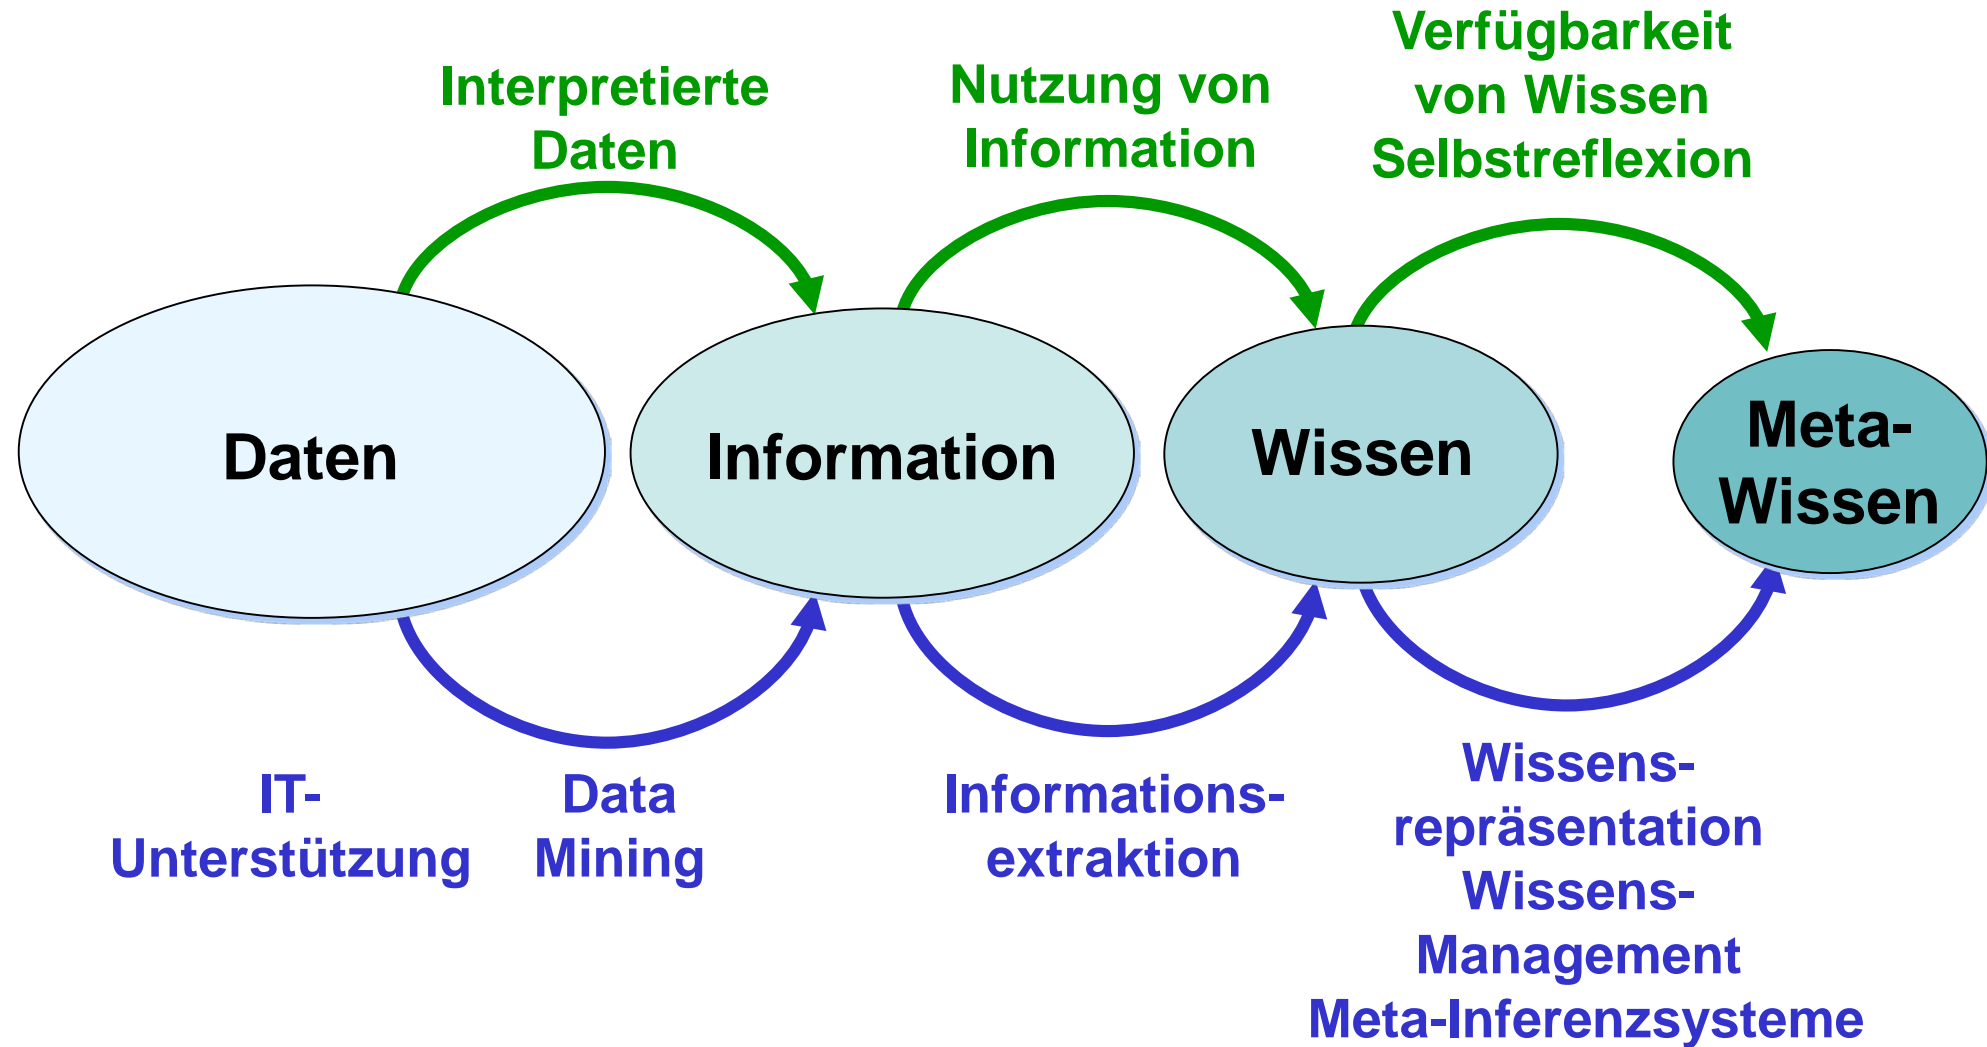 Interpretierte
Daten
Nutzung von
Information
Verfügbarkeit
von Wissen
Selbstreflexion
Daten
Information
Wissen
Meta-
Wissen
IT-
Unterstützung
Data
Mining
Informations-
extraktion
Wissens-
repräsentation
Wissens-
Management
Meta-Inferenzsysteme